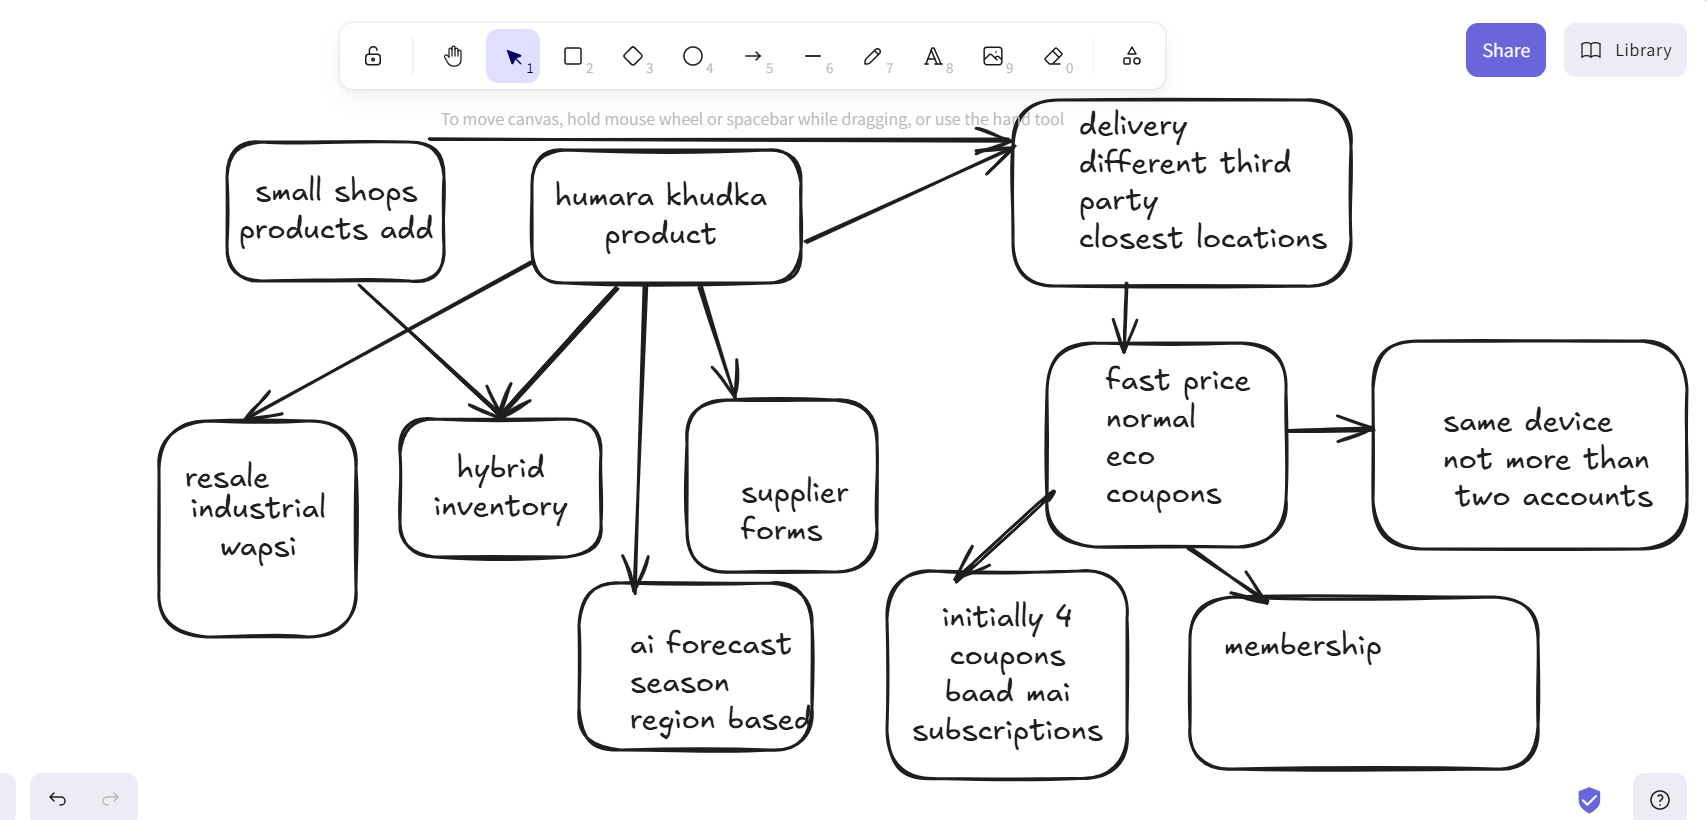 1
2
3
4
5
6
7
8
9
0
Share
Library
To move canvas, hold mouse wheel or spacebar while dragging, or use the hand tool
small shops
products add
humara khudka
product
delivery
different third
party
closest locations
fast price
normal
eco
coupons
same device
not more than
two accounts
resale
industrial
wapsi
hybrid
inventory
supplier
forms
ai forecast
season
region based
initially 4
coupons
baad mai
subscriptions
membership